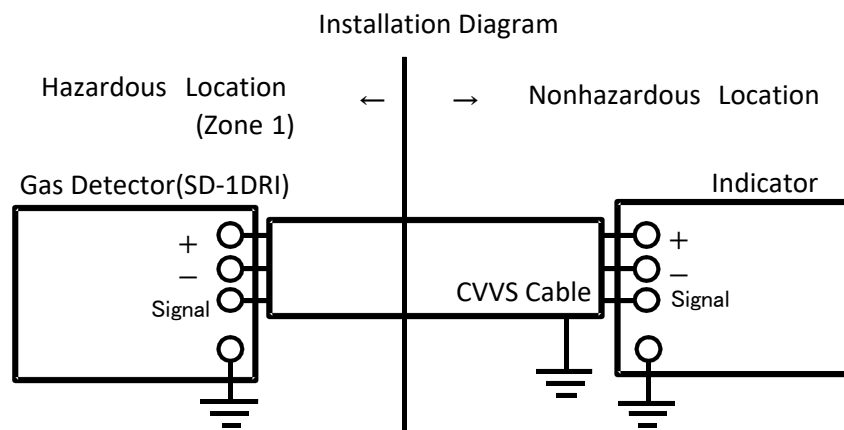 Installation Diagram
Hazardous Location
(Zone 1)
← →
Nonhazardous Location
Gas Detector(SD-1DRI)
Indicator
+
−
Signal
CVVS Cable
+
−
Signal